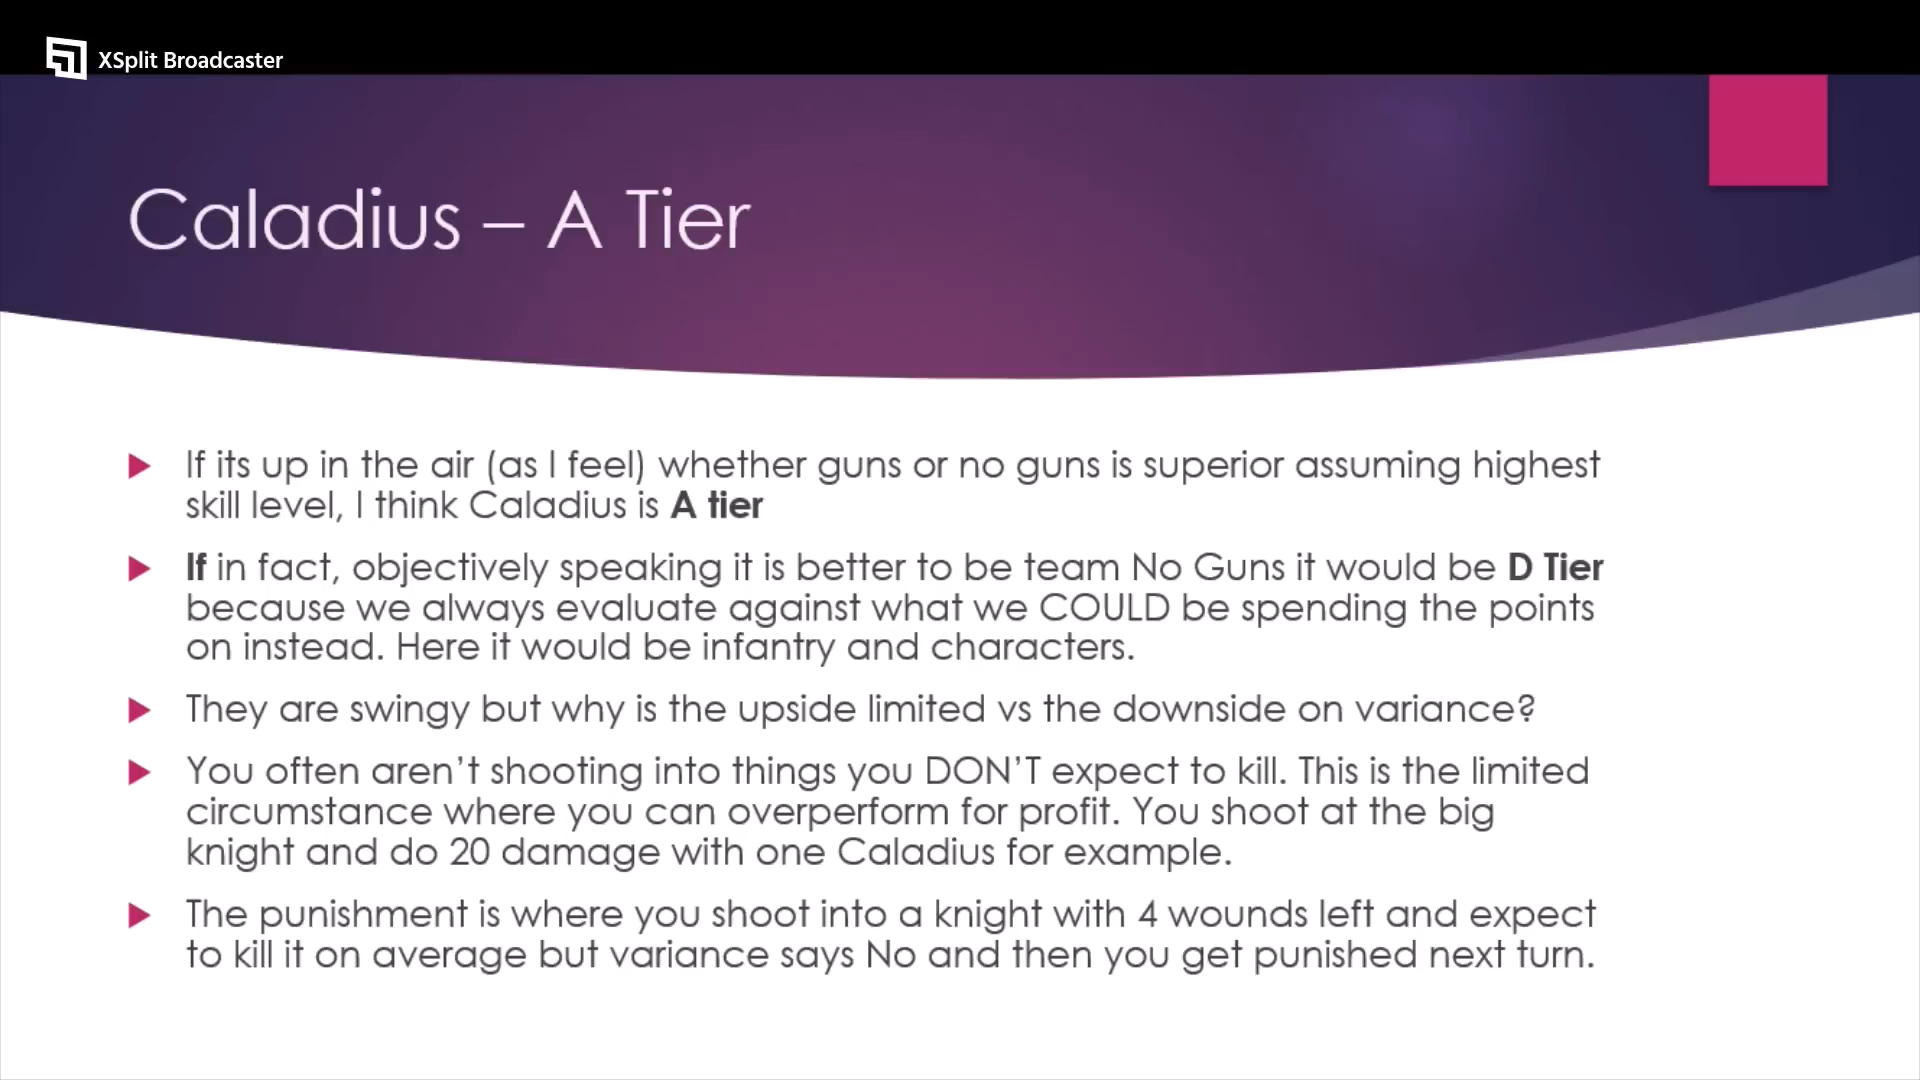 XSplit Broadcaster
Caladius – A Tier
If its up in the air (as I feel) whether guns or no guns is superior assuming highest
skill level, I think Caladius is A tier
If in fact, objectively speaking it is better to be team No Guns it would be D Tier
because we always evaluate against what we COULD be spending the points
on instead. Here it would be infantry and characters.
They are swingy but why is the upside limited vs the downside on variance?
You often aren’t shooting into things you DON’T expect to kill. This is the limited
circumstance where you can overperform for profit. You shoot at the big
knight and do 20 damage with one Caladius for example.
The punishment is where you shoot into a knight with 4 wounds left and expect
to kill it on average but variance says No and then you get punished next turn.